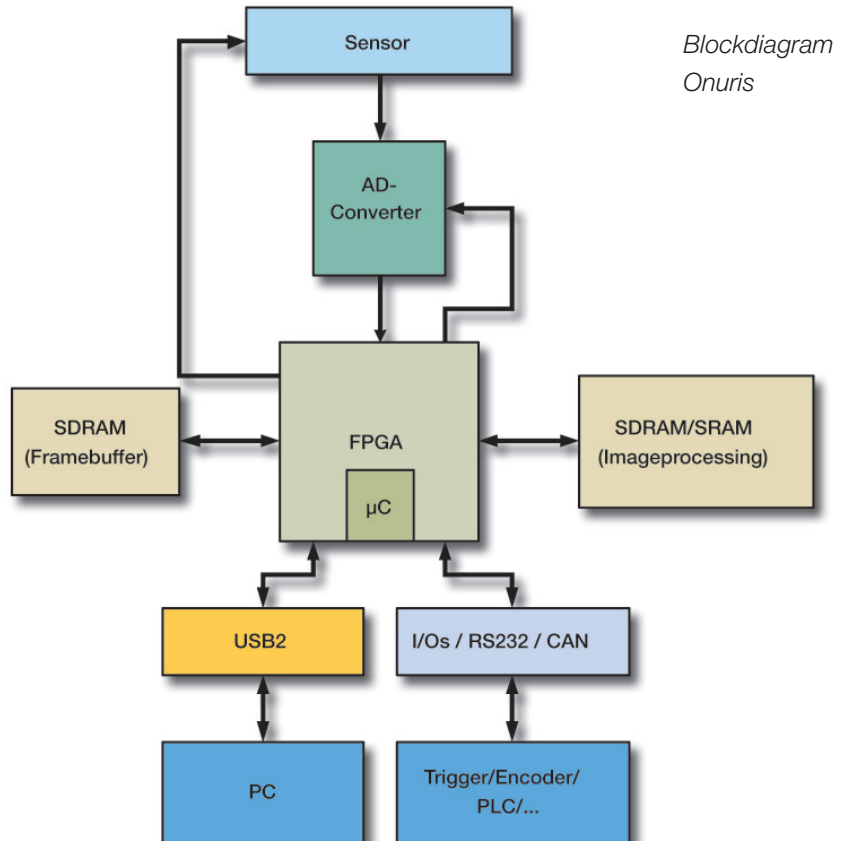 Sensor
Blockdiagram
Onuris
AD-
Converter
SDRAM
(Framebuffer)
FPGA
µC
SDRAM/SRAM
(Imageprocessing)
USB2
I/Os / RS232 / CAN
PC
Trigger/Encoder/
PLC/...